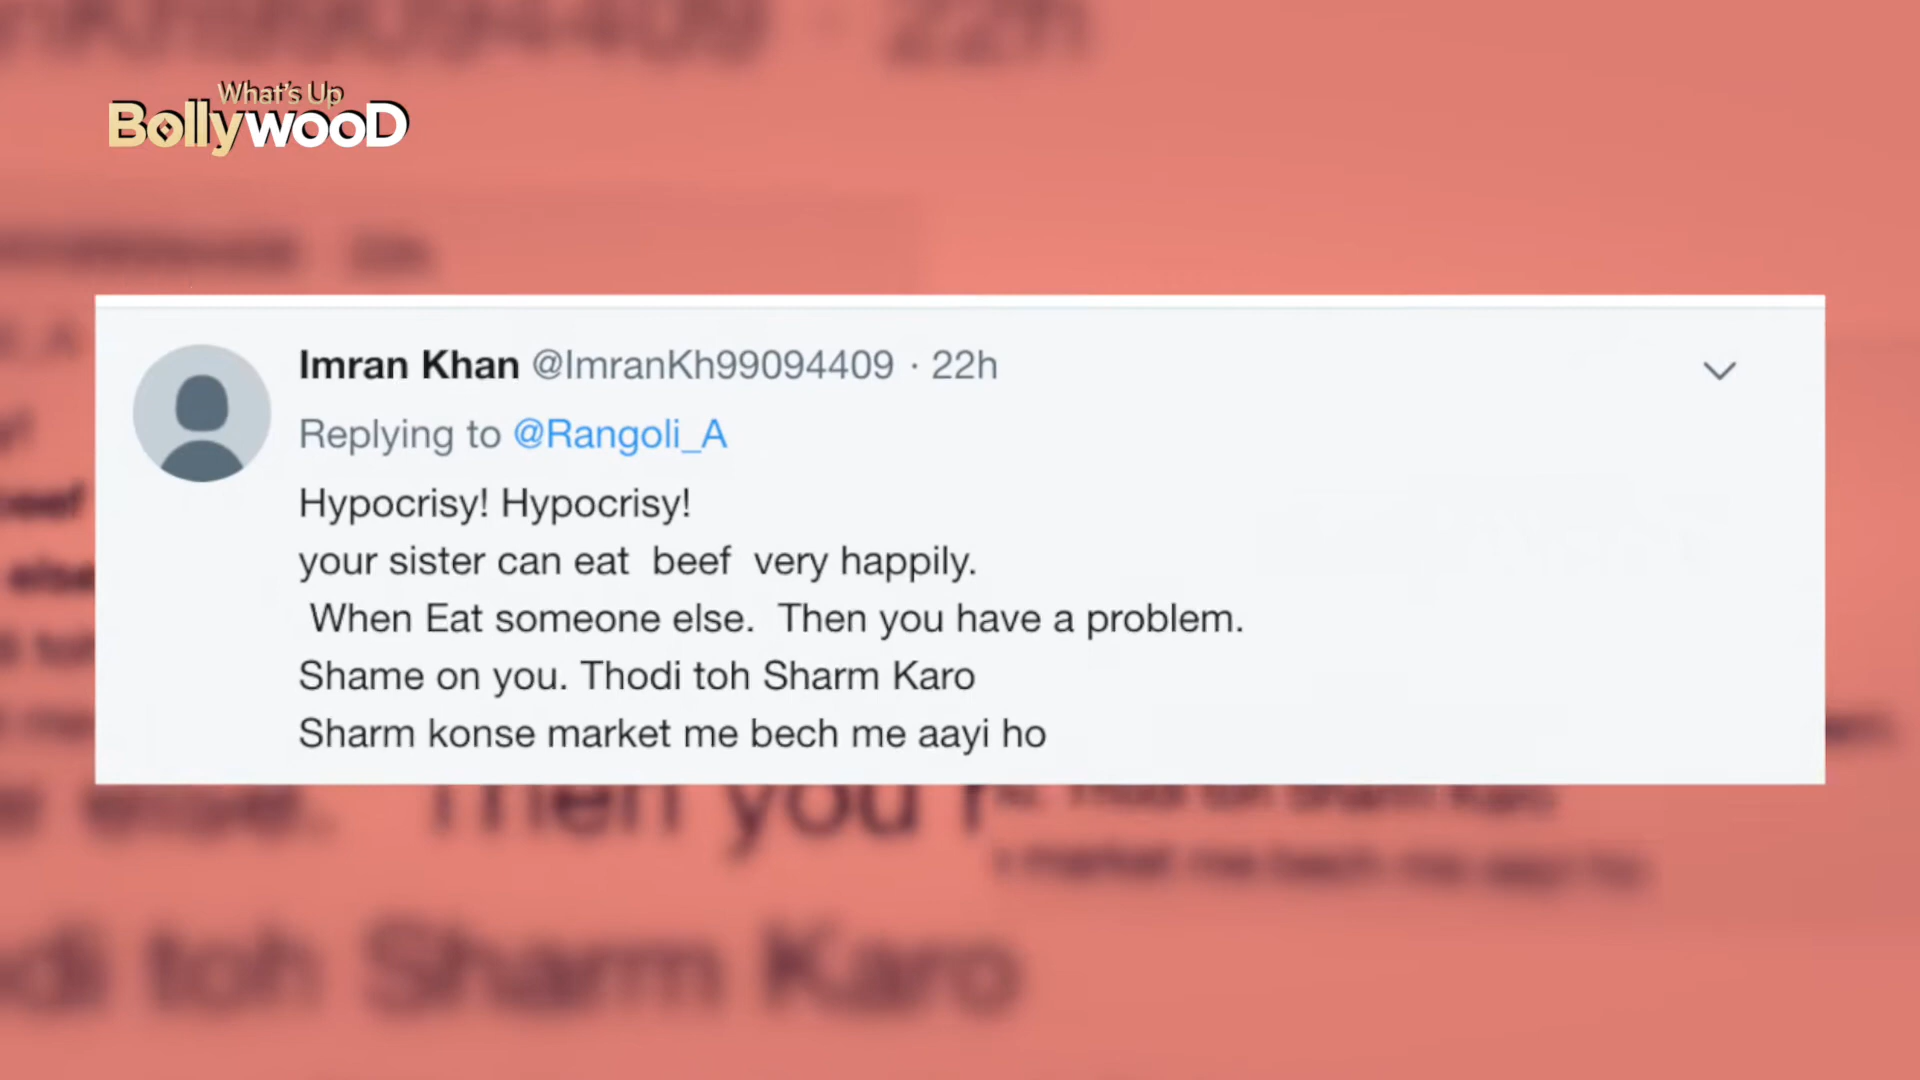 What's Up
BollywooD
Imran Khan @ImranKh99094409 · 22h
Replying to @Rangoli_A
Hypocrisy! Hypocrisy!
your sister can eat beef very happily.
When Eat someone else. Then you have a problem.
Shame on you. Thodi toh Sharm Karo
Sharm konse market me bech me aayi ho